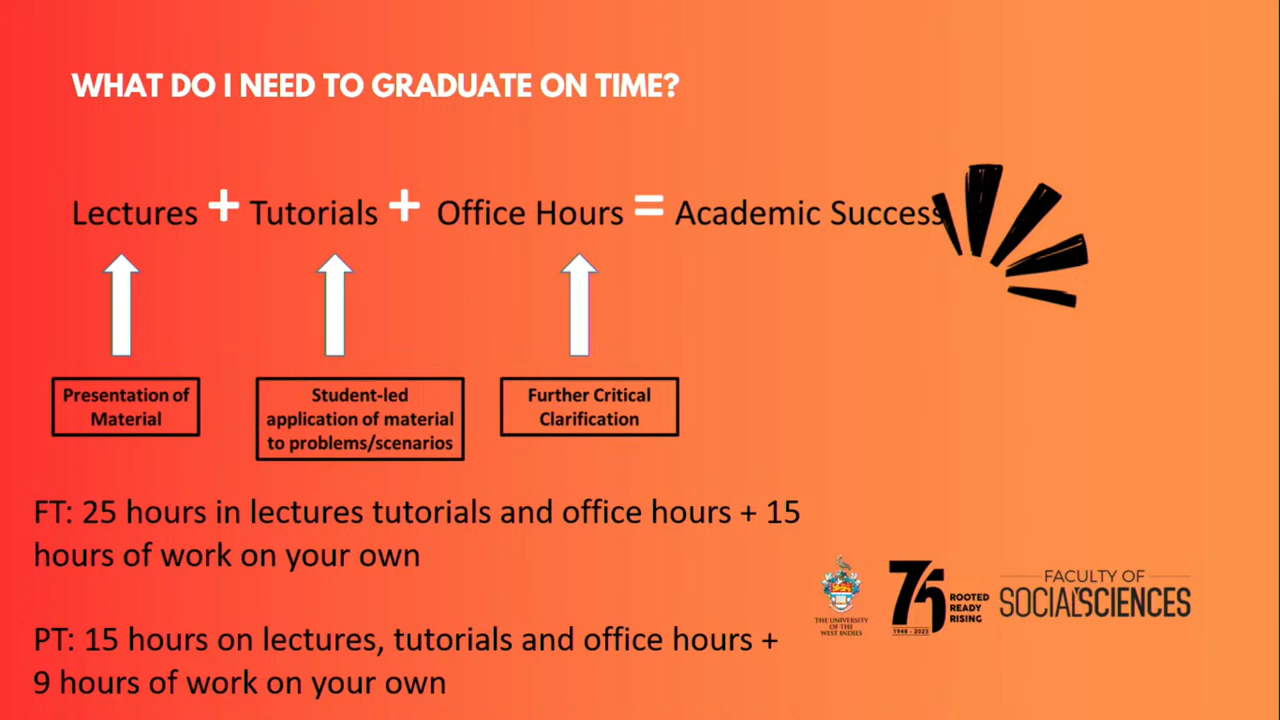 WHAT DO I NEED TO GRADUATE ON TIME?
Lectures + Tutorials + Office Hours = Academic Success
Presentation of
Material
Student-led
application of material
to problems/scenarios
Further Critical
Clarification
FT: 25 hours in lectures tutorials and office hours + 15
hours of work on your own
PT: 15 hours on lectures, tutorials and office hours +
9 hours of work on your own
THE UNIVERSITY
OF THE
WEST INDIES
75
1948 - 2023
ROOTED
READY
RISING
FACULTY OF
SOCIAL SCIENCES